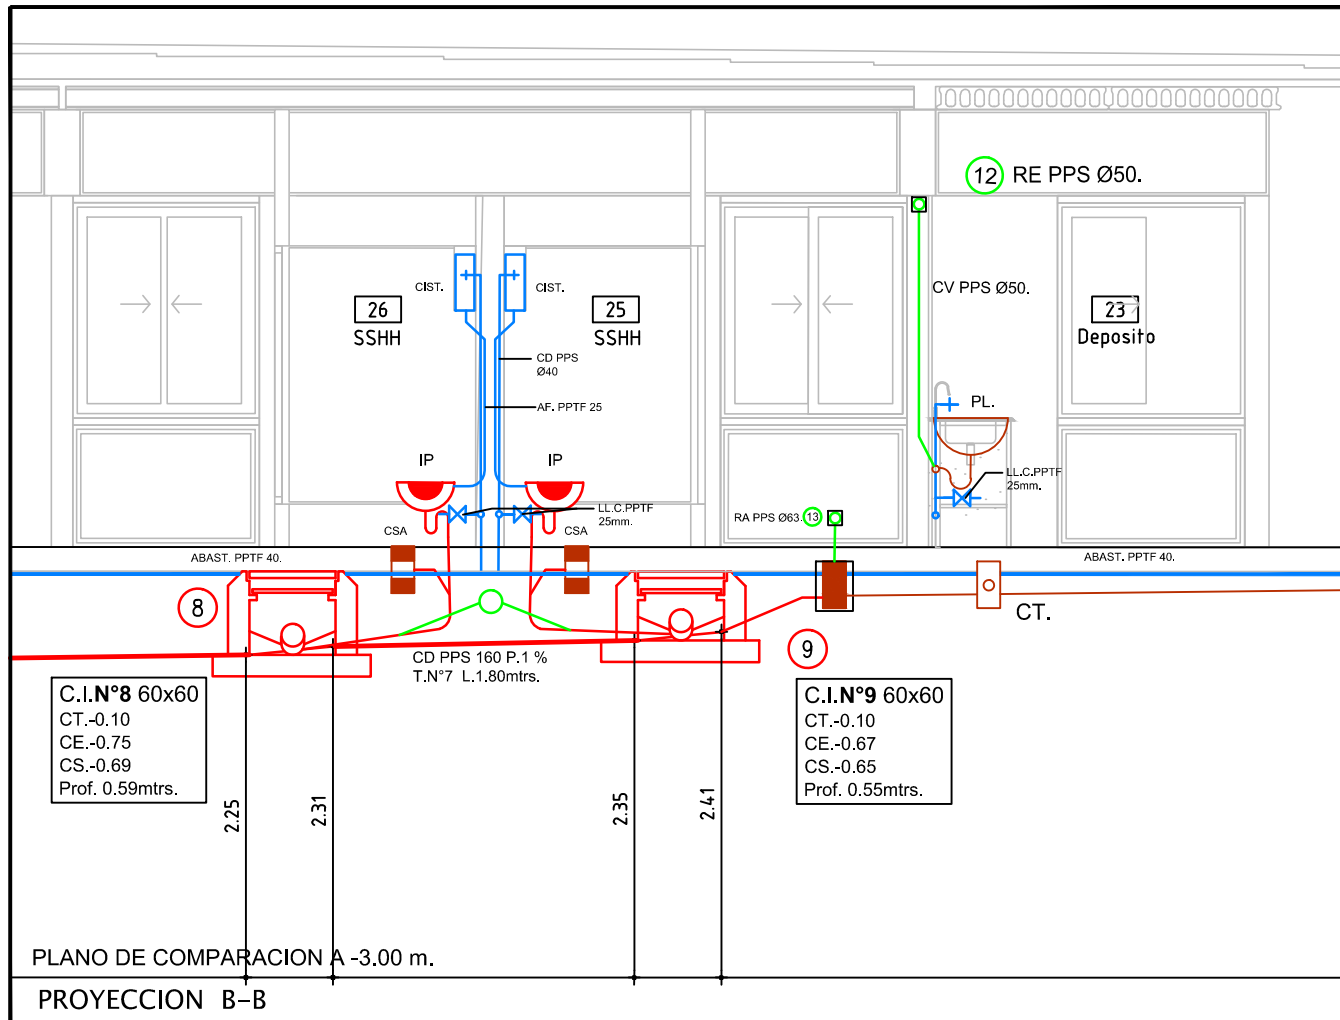 12 RE PPS Ø50.
CIST.
CIST.
CV PPS Ø50.
26
SSHH
25
SSHH
23
Deposito
CD PPS
Ø40
AF. PPTF 25
PL.
IP
IP
LL.C.PPTF
25mm.
LL.C.PPTF
25mm.
RA PPS Ø63. 13
CSA
CSA
ABAST. PPTF 40.
ABAST. PPTF 40.
8
CT.
9
CD PPS 160 P.1 %
T.N°7 L.1.80mtrs.
C.I.N°8 60x60
CT.-0.10
CE.-0.75
CS.-0.69
Prof. 0.59mtrs.
C.I.N°9 60x60
CT.-0.10
CE.-0.67
CS.-0.65
Prof. 0.55mtrs.
2.25
2.31
2.35
2.41
PLANO DE COMPARACION A -3.00 m.
PROYECCION B-B